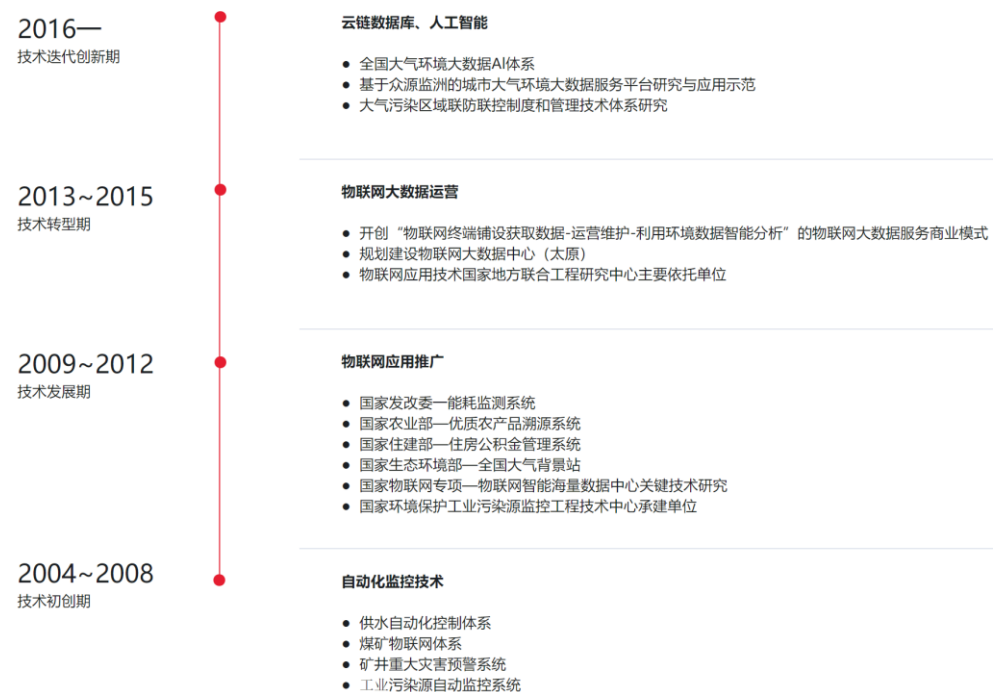 2016—
技术迭代创新期
云链数据库、人工智能
● 全国大气环境大数据AI体系
● 基于众源监洲的城市大气环境大数据服务平台研究与应用示范
● 大气污染区域联防联控制度和管理技术体系研究
2013~2015
技术转型期
物联网大数据运营
● 开创“物联网终端铺设获取数据-运营维护-利用环境数据智能分析”的物联网大数据服务商业模式
● 规划建设物联网大数据中心（太原）
● 物联网应用技术国家地方联合工程研究中心主要依托单位
2009~2012
技术发展期
物联网应用推广
● 国家发改委一能耗监测系统
● 国家农业部—优质农产品溯源系统
● 国家住建部—住房公积金管理系统
● 国家生态环境部—全国大气背景站
● 国家物联网专项—物联网智能海量数据中心关键技术研究
● 国家环境保护工业污染源监控工程技术中心承建单位
2004~2008
技术初创期
自动化监控技术
● 供水自动化控制体系
● 煤矿物联网体系
● 矿井重大灾害预警系统
● 工业污染源自动监控系统